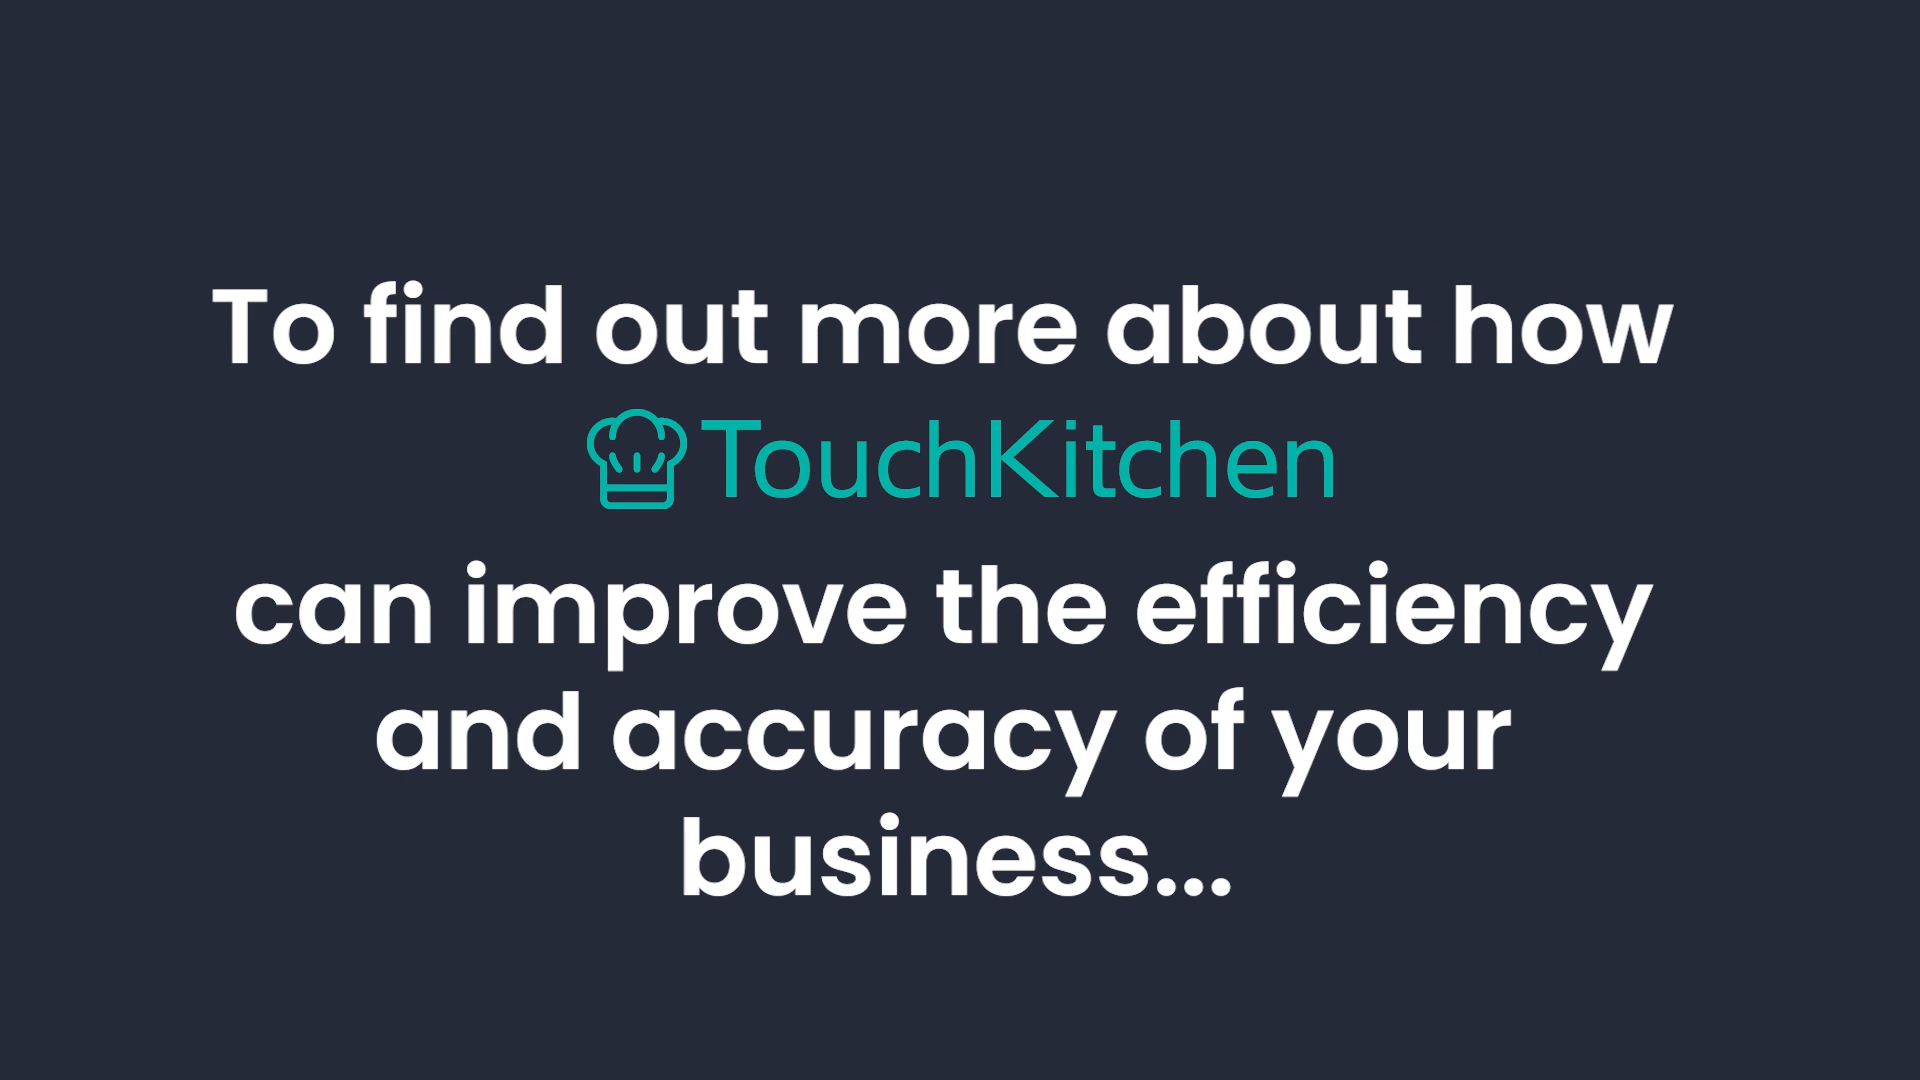 To find out more about how
TouchKitchen
can improve the efficiency
and accuracy of your
business...